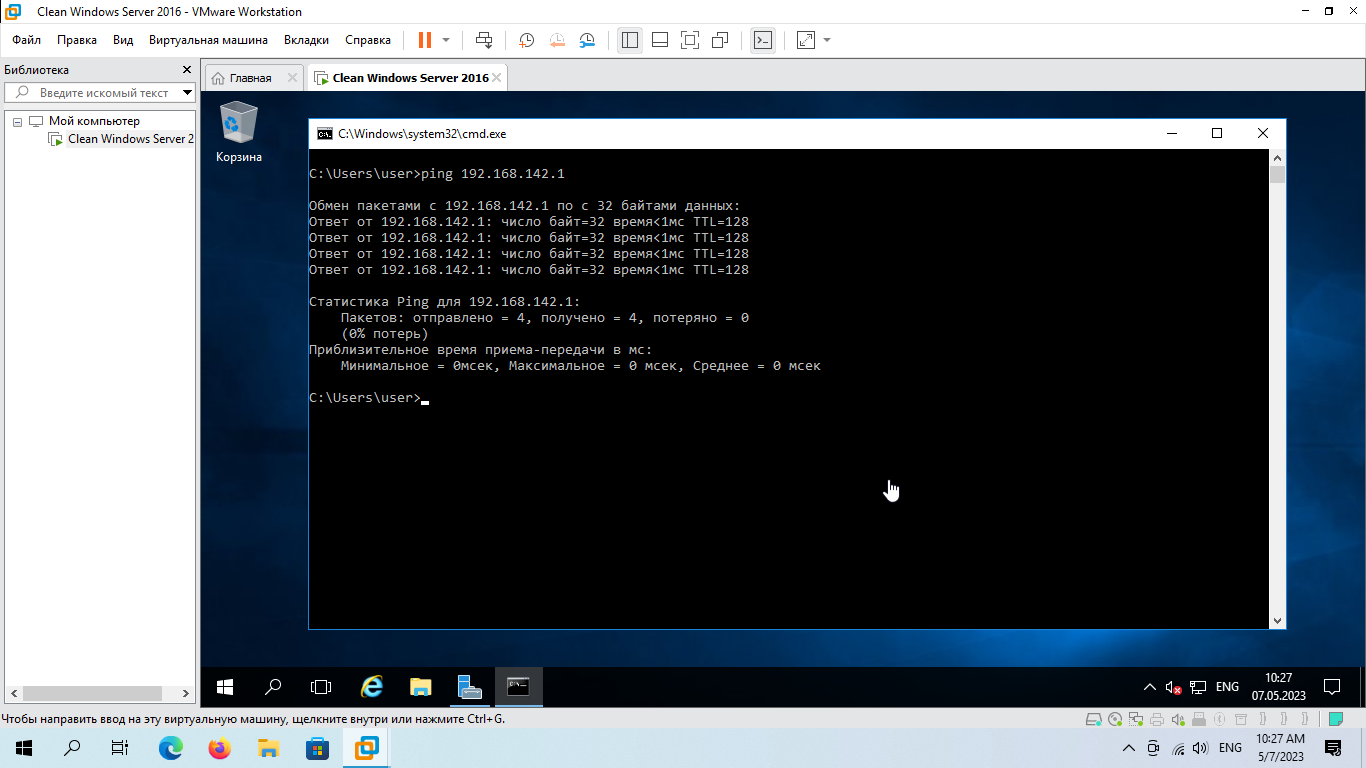 Clean Windows Server 2016 - VMware Workstation
Файл Правка Вид Виртуальная машина Вкладки Справка
Библиотека
Введите искомый текст
Мой компьютер
Clean Windows Server 2
Главная
Clean Windows Server 2016
Корзина
C:\Windows\system32\cmd.exe
C:\Users\user>ping 192.168.142.1
Обмен пакетами с 192.168.142.1 по с 32 байтами данных:
Ответ от 192.168.142.1: число байт=32 время<1мс TTL=128
Ответ от 192.168.142.1: число байт=32 время<1мс TTL=128
Ответ от 192.168.142.1: число байт=32 время<1мс TTL=128
Ответ от 192.168.142.1: число байт=32 время<1мс TTL=128
Статистика Ping для 192.168.142.1:
Пакетов: отправлено = 4, получено = 4, потеряно = 0
(0% потерь)
Приблизительное время приема-передачи в мс:
Минимальное = 0мсек, Максимальное = 0 мсек, Среднее = 0 мсек
C:\Users\user>
ENG
10:27
07.05.2023
Чтобы направить ввод на эту виртуальную машину, щелкните внутри или нажмите Ctrl+G.
ENG
10:27 AM
5/7/2023